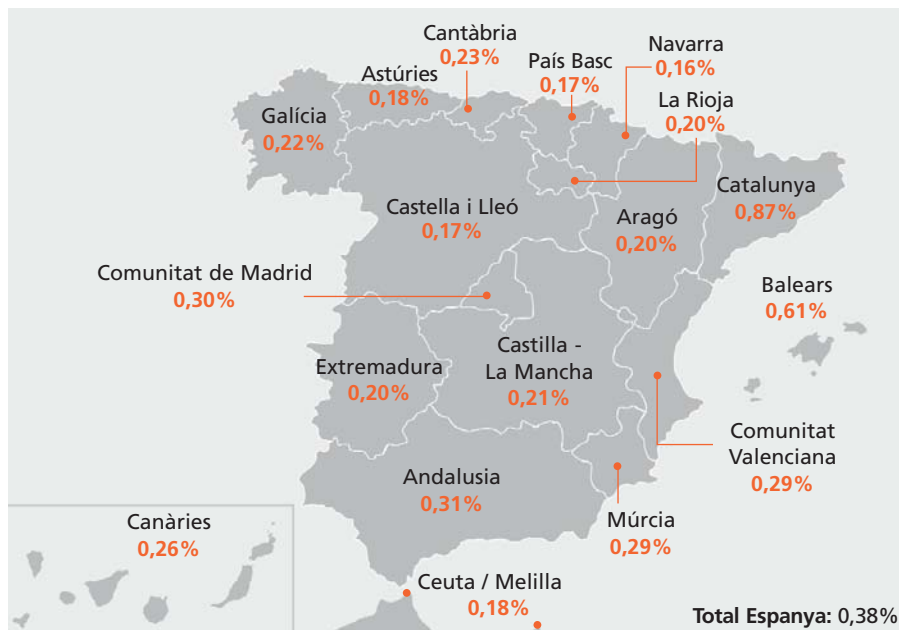 Cantàbria
0,23%
País Basc
0,17%
Navarra
0,16%
Astúries
0,18%
La Rioja
0,20%
Galícia
0,22%
Catalunya
0,87%
Castella i Lleó
0,17%
Aragó
0,20%
Comunitat de Madrid
0,30%
Balears
0,61%
Castilla -
La Mancha
0,21%
Extremadura
0,20%
Comunitat
Valenciana
0,29%
Andalusia
0,31%
Múrcia
0,29%
Canàries
0,26%
Ceuta / Melilla
0,18%
Total Espanya: 0,38%